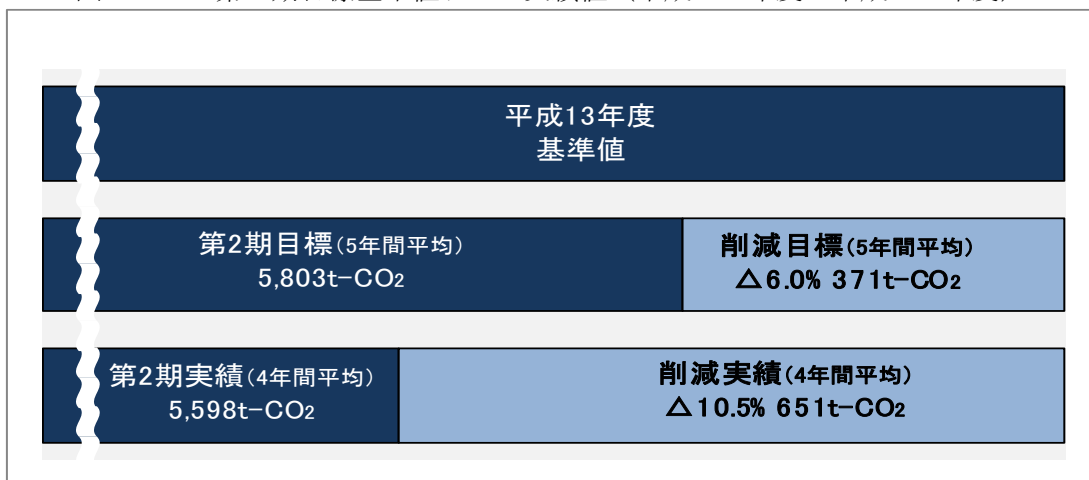 平成13年度
基準値
第2期目標(5年間平均)
5,803t-CO2
削減目標(5年間平均)
△6.0% 371t-CO2
第2期実績(4年間平均)
5,598t-CO2
削減実績(4年間平均)
△10.5% 651t-CO2